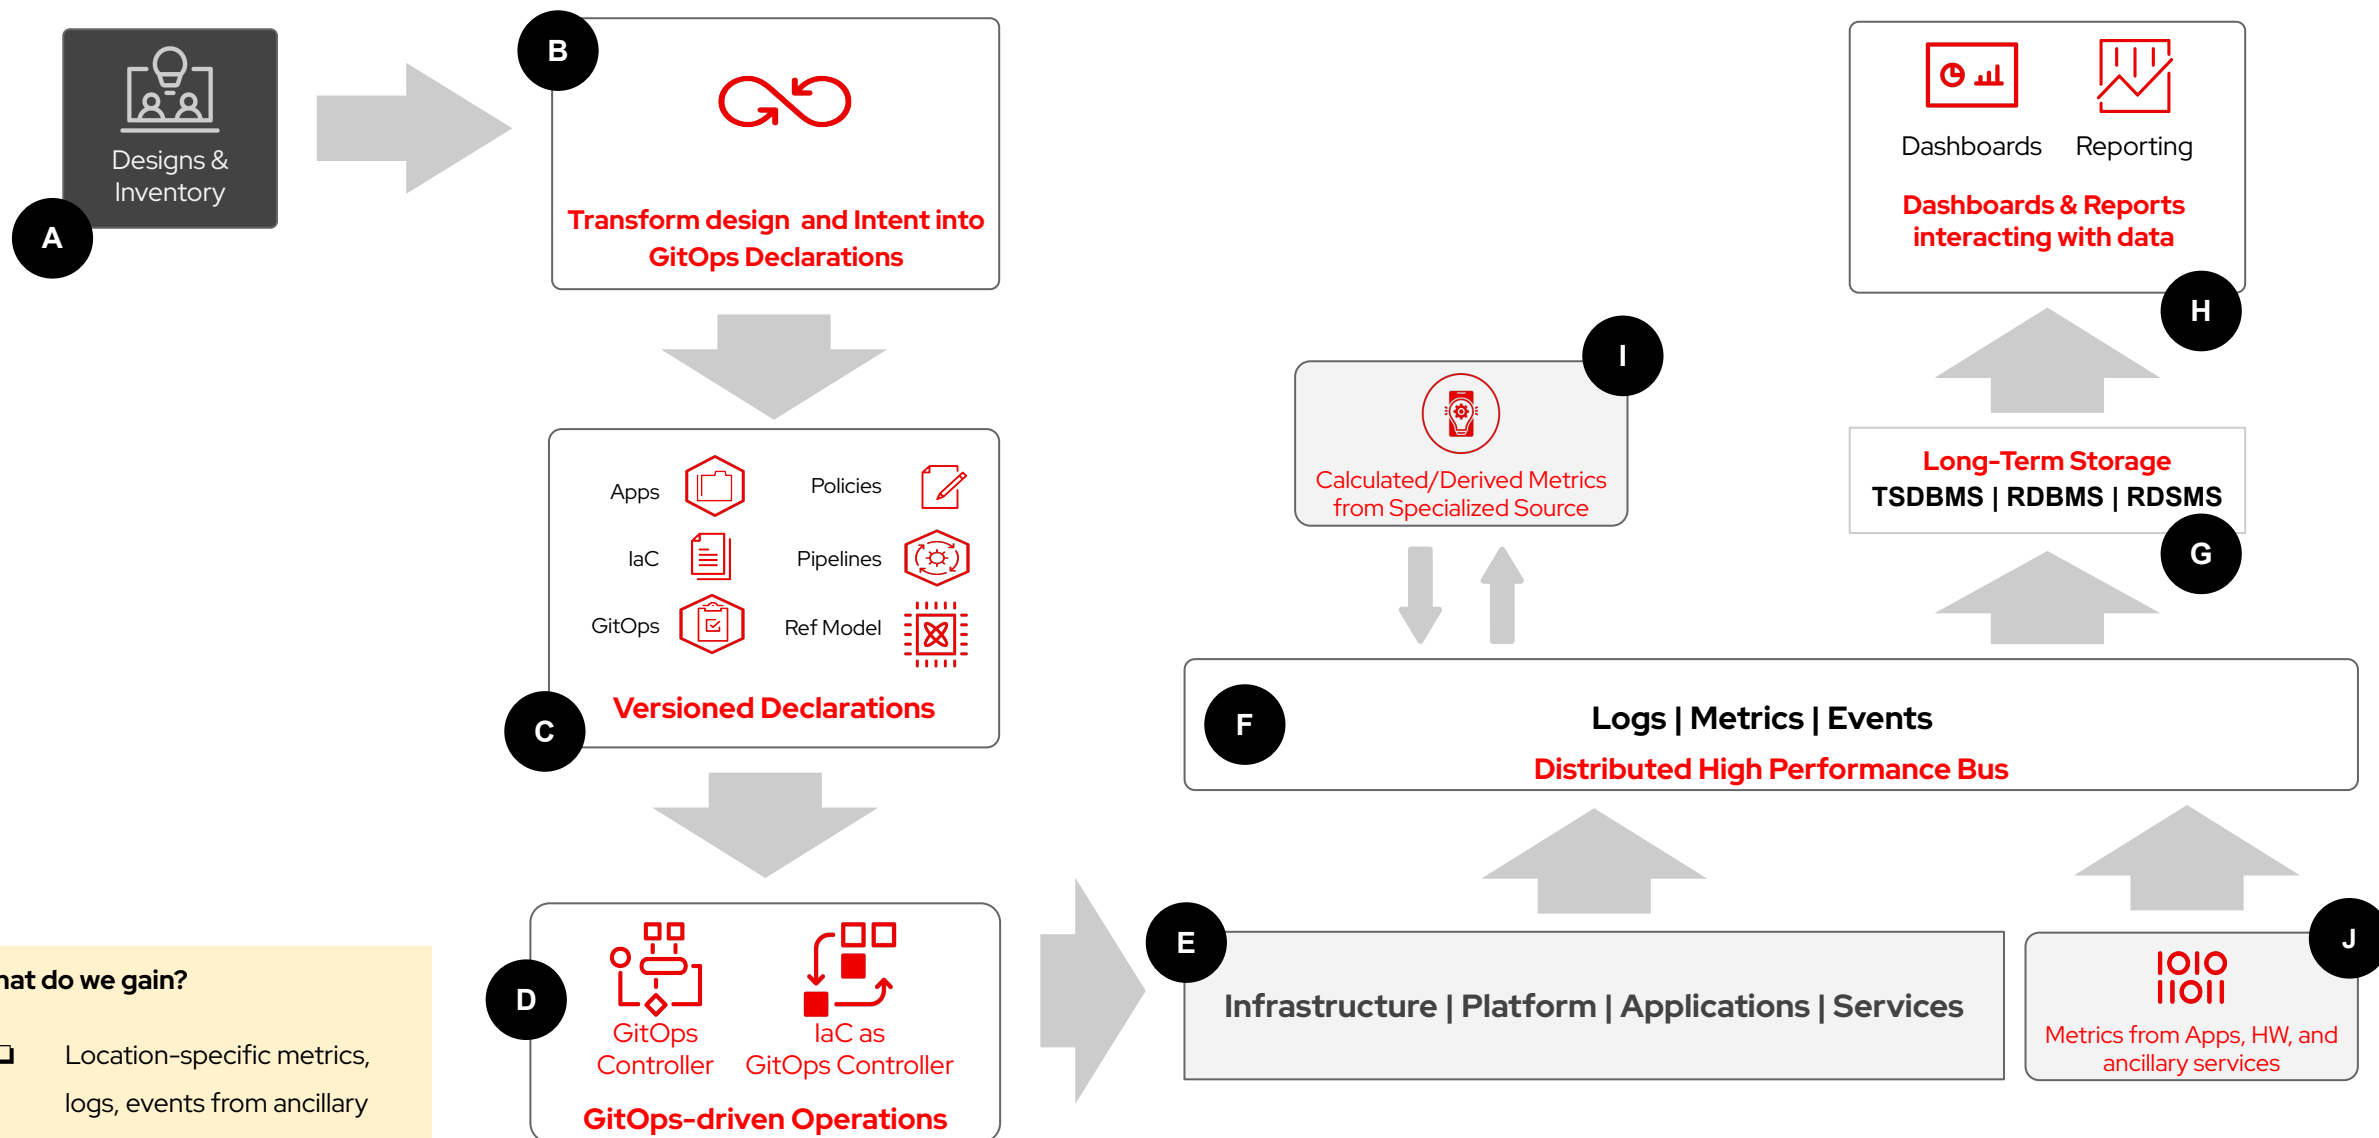 A
Designs &
Inventory
B
Transform design  and Intent into
GitOps Declarations
C
Apps
Policies
IaC
Pipelines
GitOps
Ref Model
Versioned Declarations
D
GitOps
Controller
IaC as
GitOps Controller
GitOps-driven Operations
E
Infrastructure | Platform | Applications | Services
F
Logs | Metrics | Events
Distributed High Performance Bus
G
Long-Term Storage
TSDBMS | RDBMS | RDSMS
H
Dashboards
Reporting
Dashboards & Reports
interacting with data
I
Calculated/Derived Metrics
from Specialized Source
J
1010
11011
Metrics from Apps, HW, and
ancillary services
do we gain?
Location-specific metrics,
logs, events from ancillary